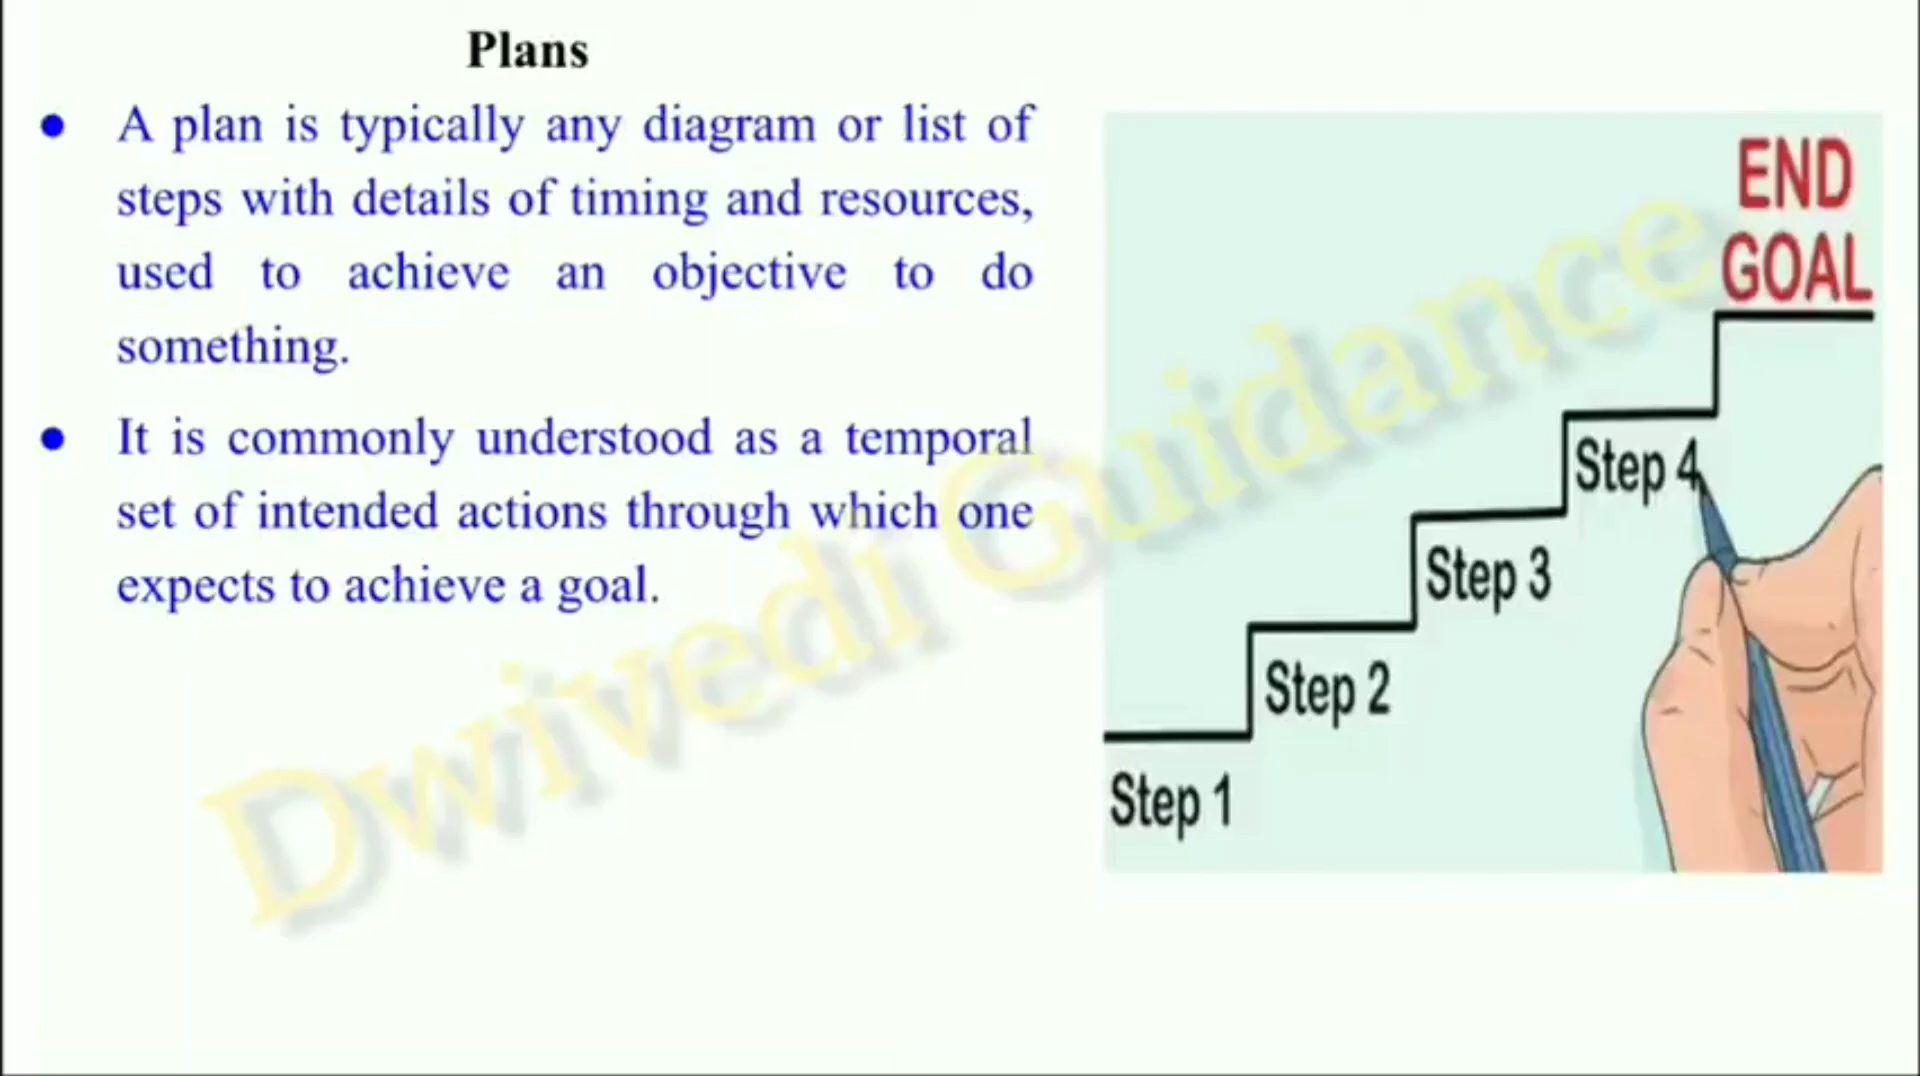 Plans
● A plan is typically any diagram or list of
steps with details of timing and resources,
used to achieve an objective to do
something.
● It is commonly understood as a temporal
set of intended actions through which one
expects to achieve a goal.
END
GOAL
Step 4
Step 3
Step 2
Step 1
Dwivedi Guidance